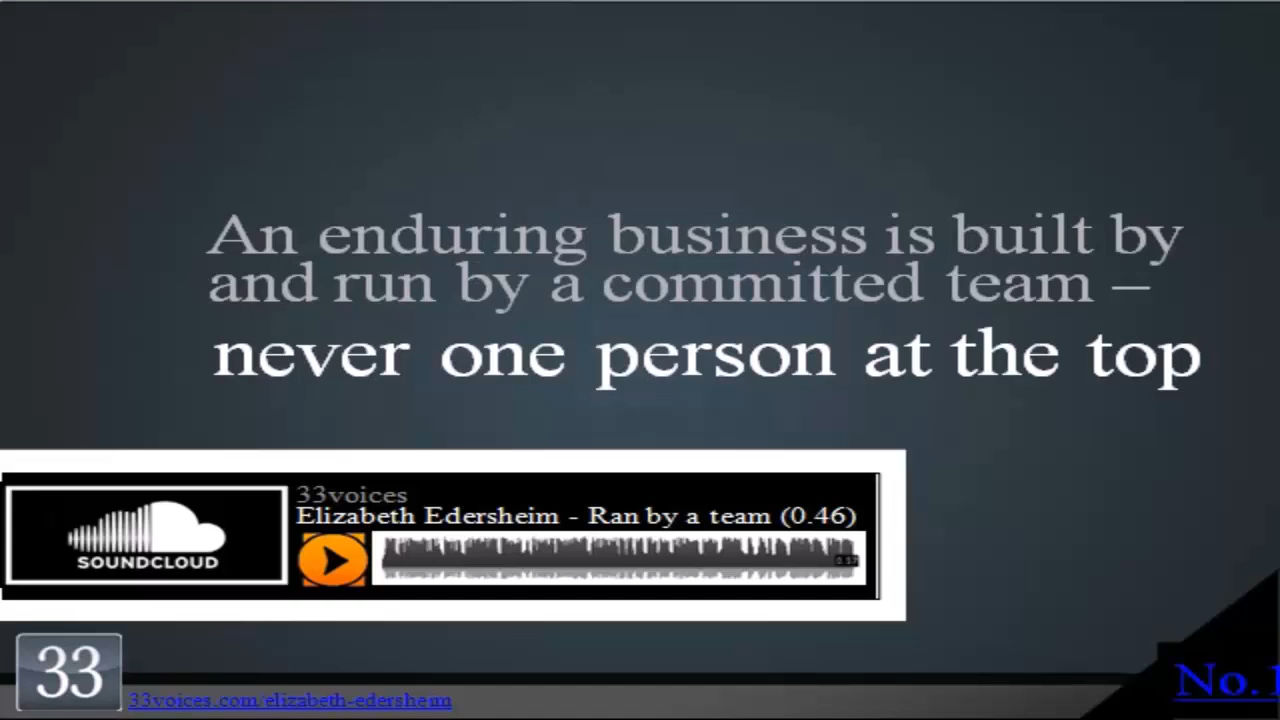 An enduring business is built by
and run by a committed team –
never one person at the top
33voices
Elizabeth Edersheim - Ran by a team (0.46)
SOUNDCLOUD
33
33voices.com/elizabeth-edersheim
No.